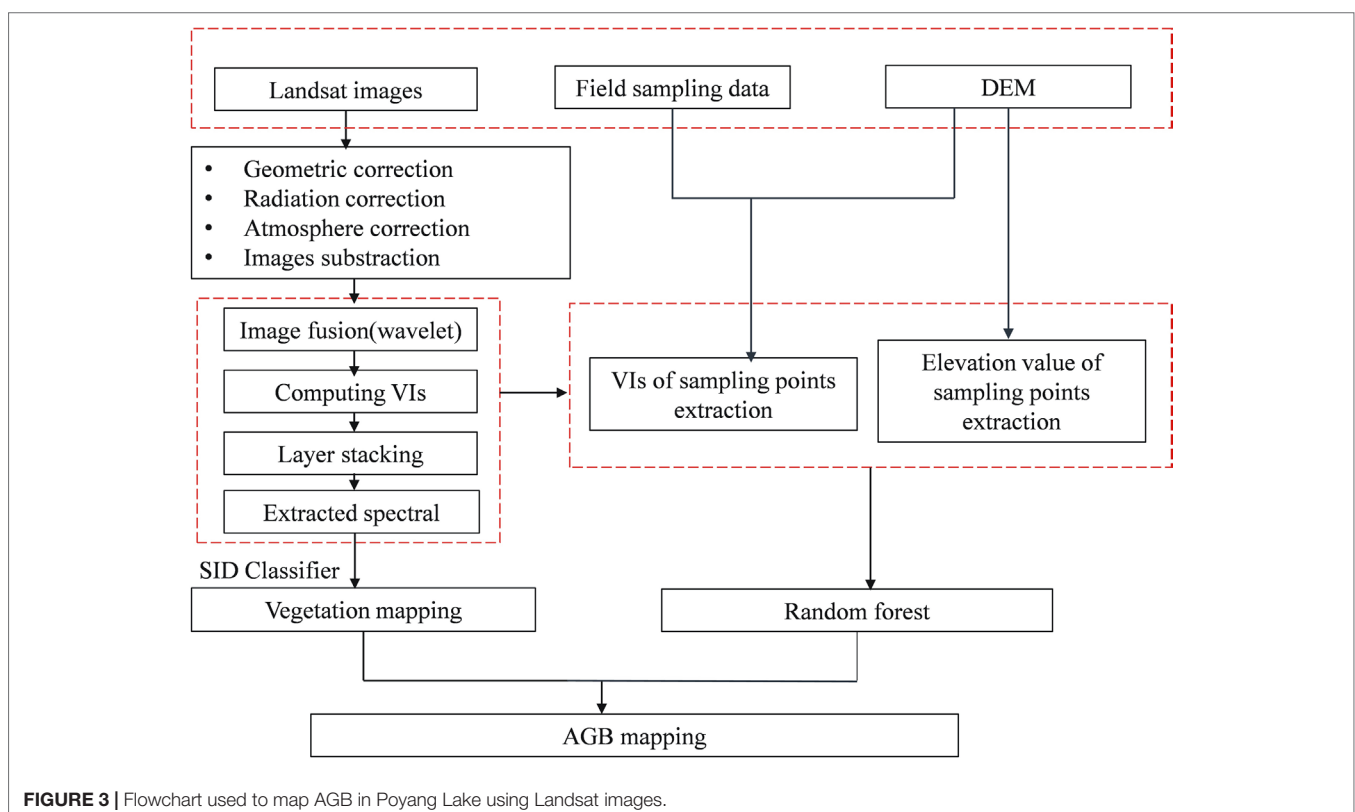 Landsat images
Field sampling data
DEM
• Geometric correction
• Radiation correction
• Atmosphere correction
• Images substraction
Image fusion(wavelet)
Computing VIs
Layer stacking
Extracted spectral
VIs of sampling points
extraction
Elevation value of
sampling points
extraction
SID Classifier
Vegetation mapping
Random forest
AGB mapping
FIGURE 3 | Flowchart used to map AGB in Poyang Lake using Landsat images.